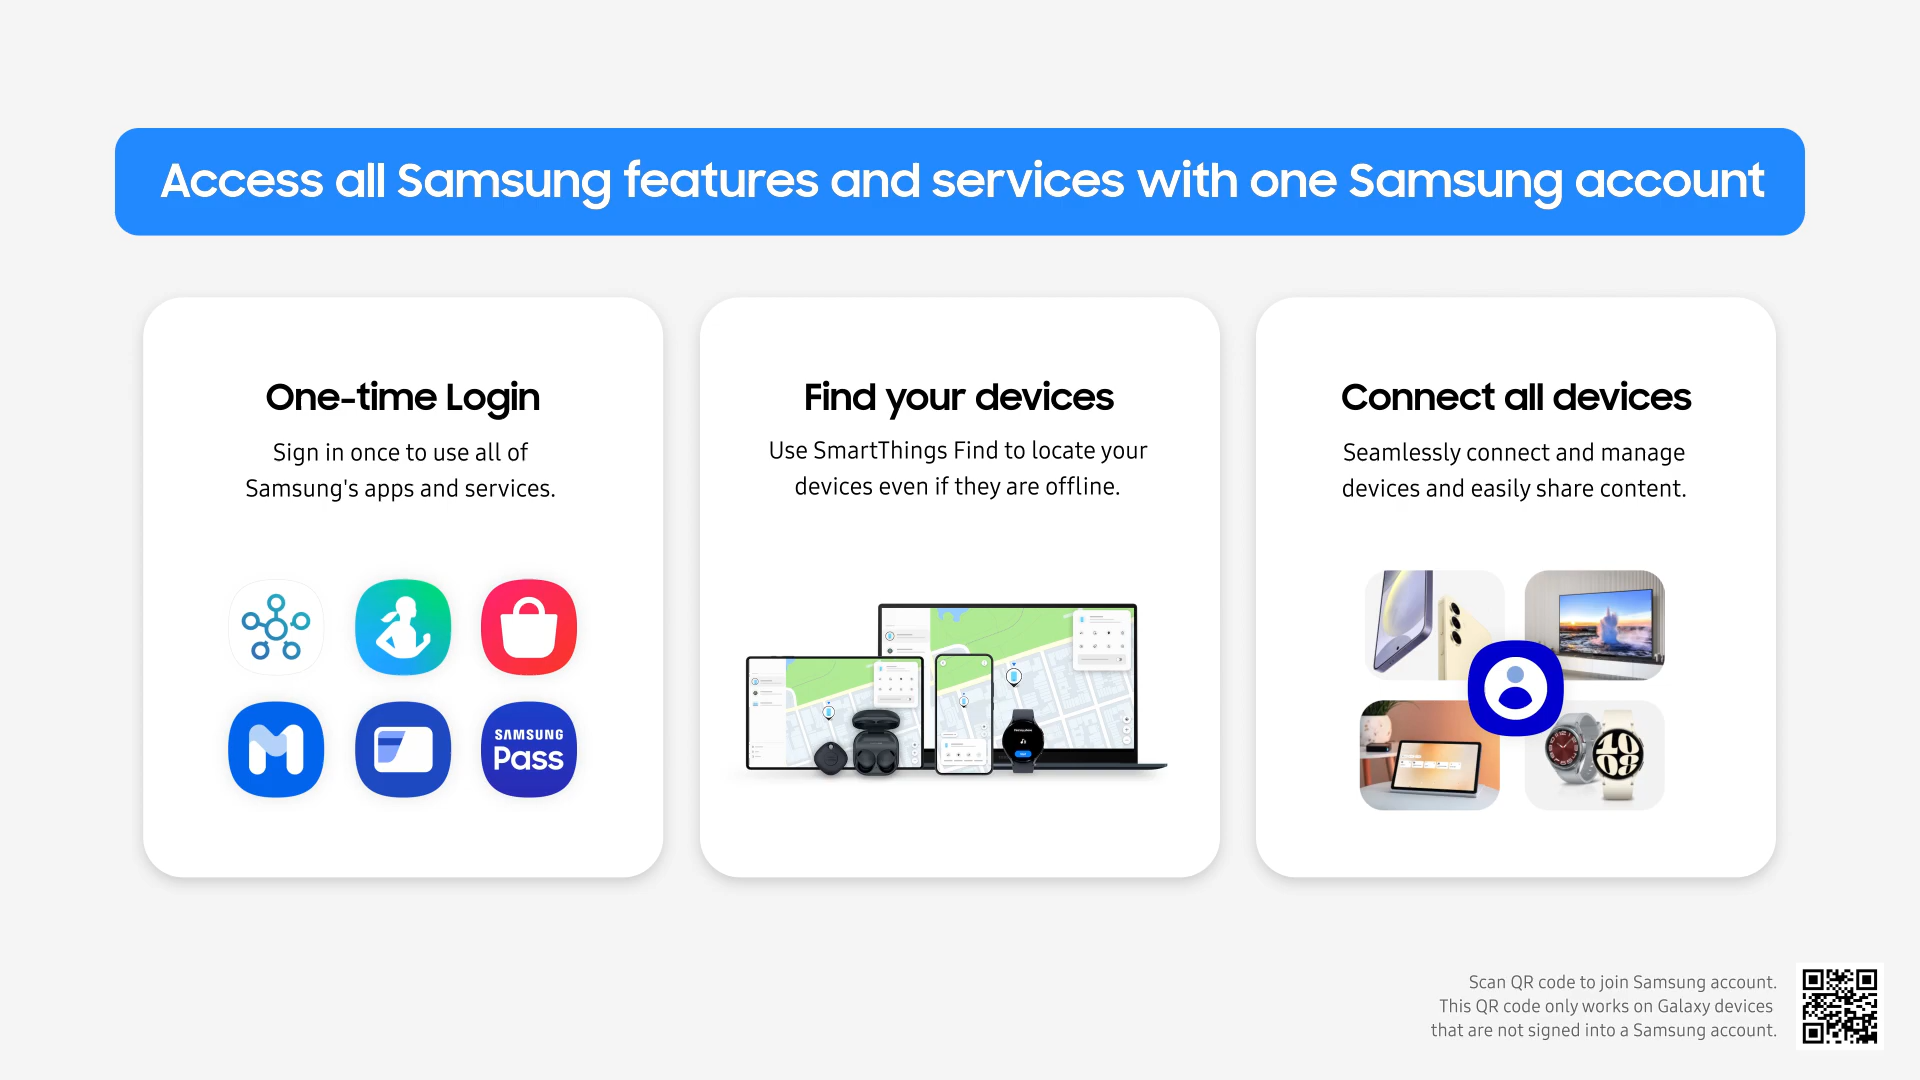 Access all Samsung features and services with one Samsung account
One-time Login
Sign in once to use all of
Samsung's apps and services.
SAMSUNG
Pass
Find your devices
Use SmartThings Find to locate your
devices even if they are offline.
Connect all devices
Seamlessly connect and manage
devices and easily share content.
10
09
Scan QR code to join Samsung account.
This QR code only works on Galaxy devices
that are not signed into a Samsung account.